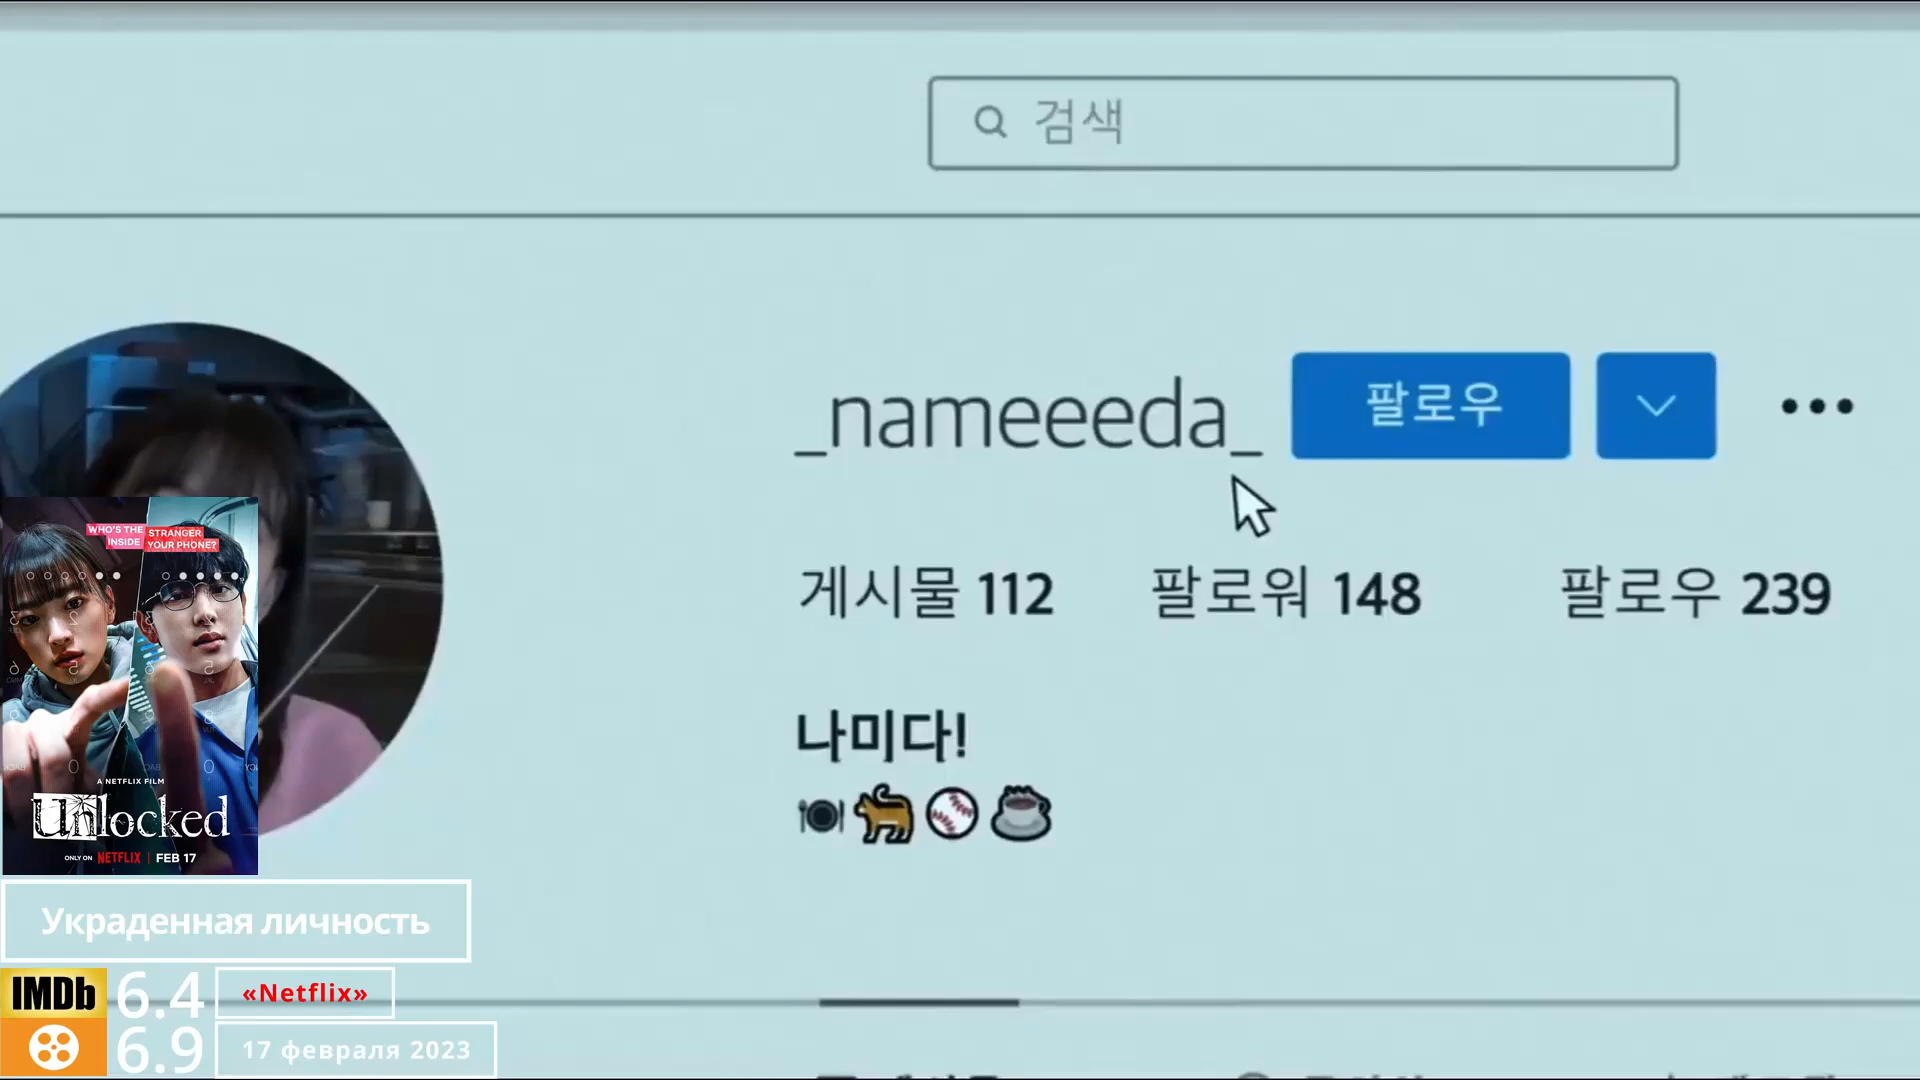 검색
_nameeeda_ 팔로우
게시물 112 팔로워 148 팔로우 239
나미다!
WHO'S THE STRANGER
INSIDE YOUR PHONE?
A NETFLIX FILM
Unlocked
ONLY ON NETFLIX | FEB 17
Украденная личность
IMDb 6.4 «Netflix»
6.9 17 февраля 2023